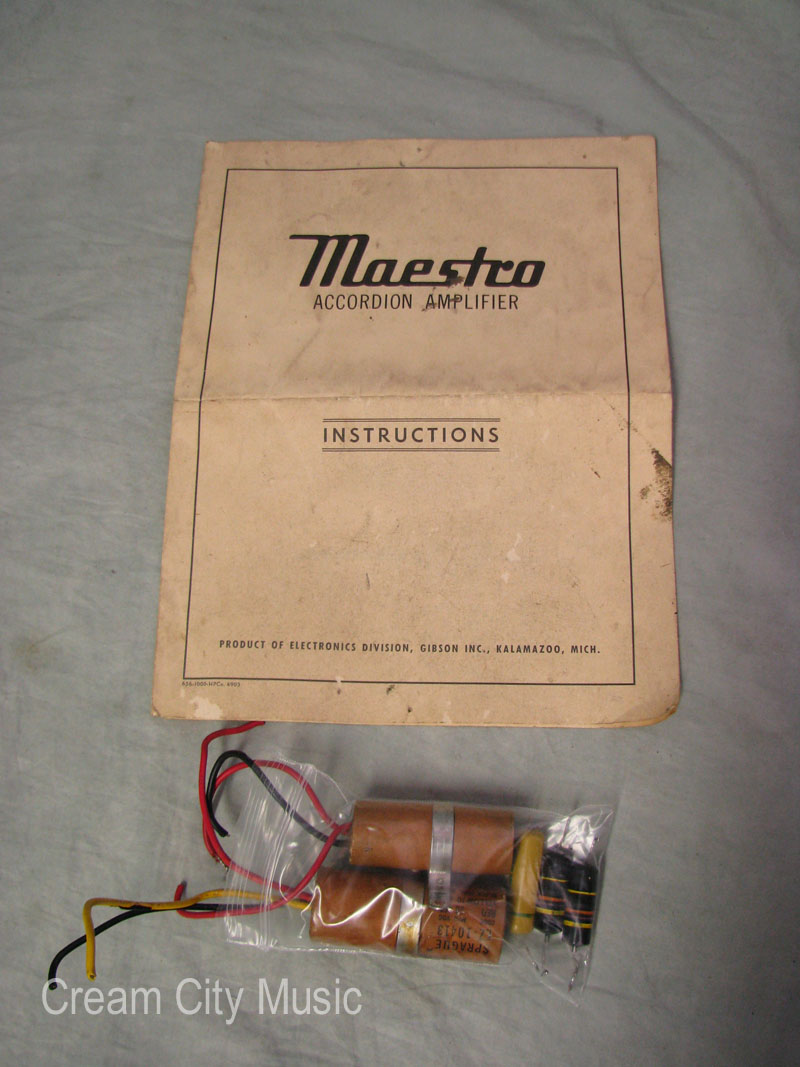 Maestro
ACCORDION AMPLIFIER
INSTRUCTIONS
PRODUCT OF ELECTRONICS DIVISION, GIBSON INC., KALAMAZOO, MICH.
SPRAGUE
Cream City Music